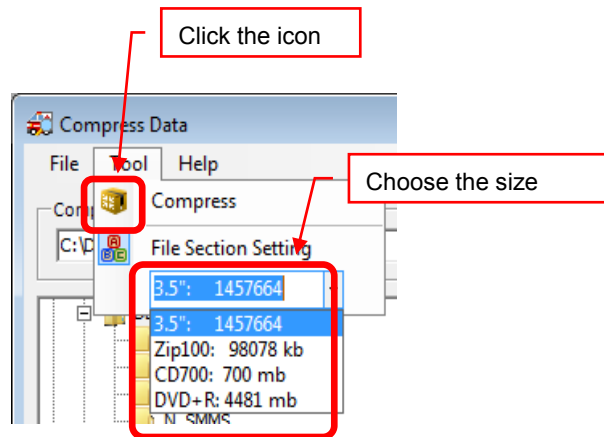 Click the icon
Compress Data
File Tool Help
Choose the size
Compress
C:\D
File Section Setting
3.5": 1457664
3.5": 1457664
Zip100: 98078 kb
CD700: 700 mb
DVD+R: 4481 mb
N_SMMS